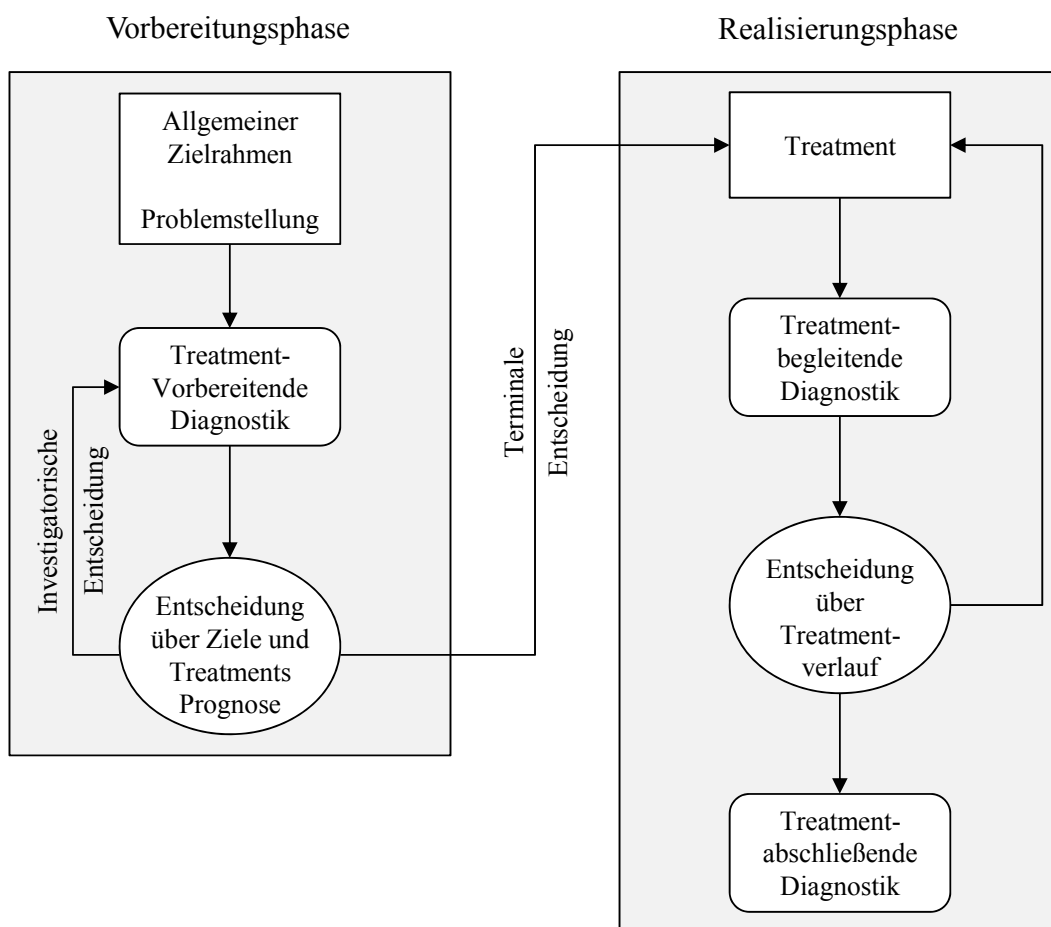 Vorbereitungsphase
Allgemeiner
Zielrahmen
Problemstellung
Treatment-
Vorbereitende
Diagnostik
Investigatorische
Entscheidung
Entscheidung
über Ziele und
Treatments
Prognose
Terminale
Entscheidung
Realisierungsphase
Treatment
Treatment-
begleitende
Diagnostik
Entscheidung
über
Treatment-
verlauf
Treatment-
abschließende
Diagnostik